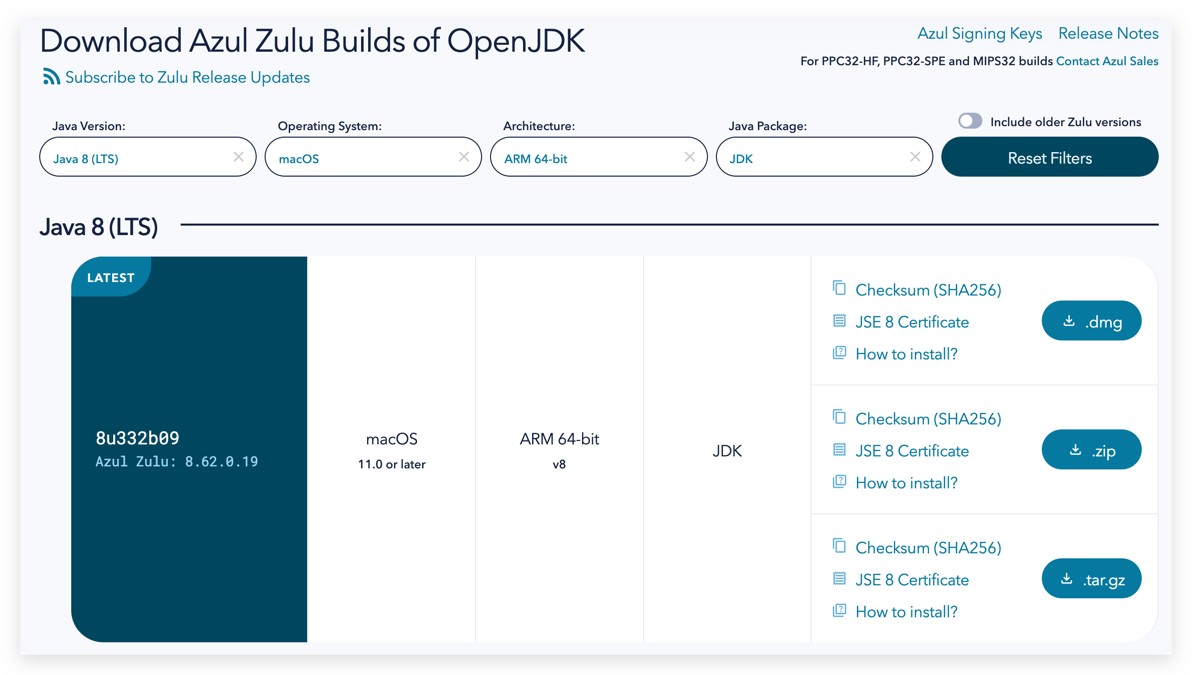 Download Azul Zulu Builds of OpenJDK
Azul Signing Keys Release Notes
Subscribe to Zulu Release Updates
For PPC32-HF, PPC32-SPE and MIPS32 builds Contact Azul Sales
Java Version:
Operating System:
Architecture:
Java Package:
Include older Zulu versions
Java 8 (LTS)
macOS
ARM 64-bit
JDK
Reset Filters
Java 8 (LTS)
LATEST
8u332b09
Azul Zulu: 8.62.0.19
macOS
11.0 or later
ARM 64-bit
v8
JDK
Checksum (SHA256)
JSE 8 Certificate
How to install?
.dmg
Checksum (SHA256)
JSE 8 Certificate
How to install?
.zip
Checksum (SHA256)
JSE 8 Certificate
How to install?
.tar.gz